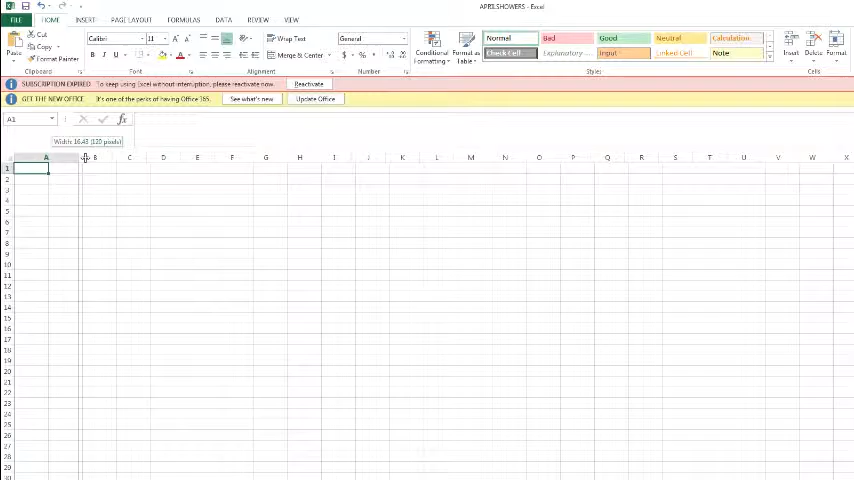 APRILSHOWERS - Excel
FILE HOME INSERT PAGE LAYOUT FORMULAS DATA REVIEW VIEW
Cut
Copy
Format Painter
Paste
Clipboard
Calibri 11
B I U
Font
Wrap Text
Merge & Center
Alignment
General
$ % ,
Number
Conditional Formatting
Format as Table
Normal Bad Good Neutral Calculation
Check Cell Explanatory ... Input Linked Cell Note
Styles
Insert Delete Format
Cells
SUBSCRIPTION EXPIRED To keep using Excel without interruption, please reactivate now. Reactivate
GET THE NEW OFFICE It's one of the perks of having Office 365. See what's new Update Office
A1 fx
Width: 16.43 (120 pixels)
A B C D E F G H I J K L M N O P Q R S T U V W X
1
2
3
4
5
6
7
8
9
10
11
12
13
14
15
16
17
18
19
20
21
22
23
24
25
26
27
28
29
30